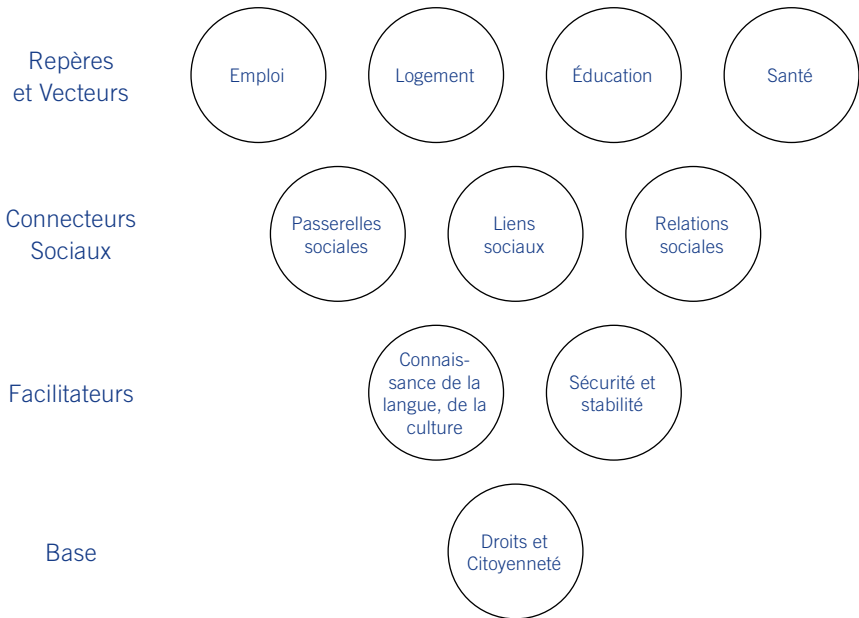 Repères
et Vecteurs
Emploi
Logement
Éducation
Santé
Connecteurs
Sociaux
Passerelles
sociales
Liens
sociaux
Relations
sociales
Facilitateurs
Connais-
sance de la
langue, de la
culture
Sécurité et
stabilité
Base
Droits et
Citoyenneté